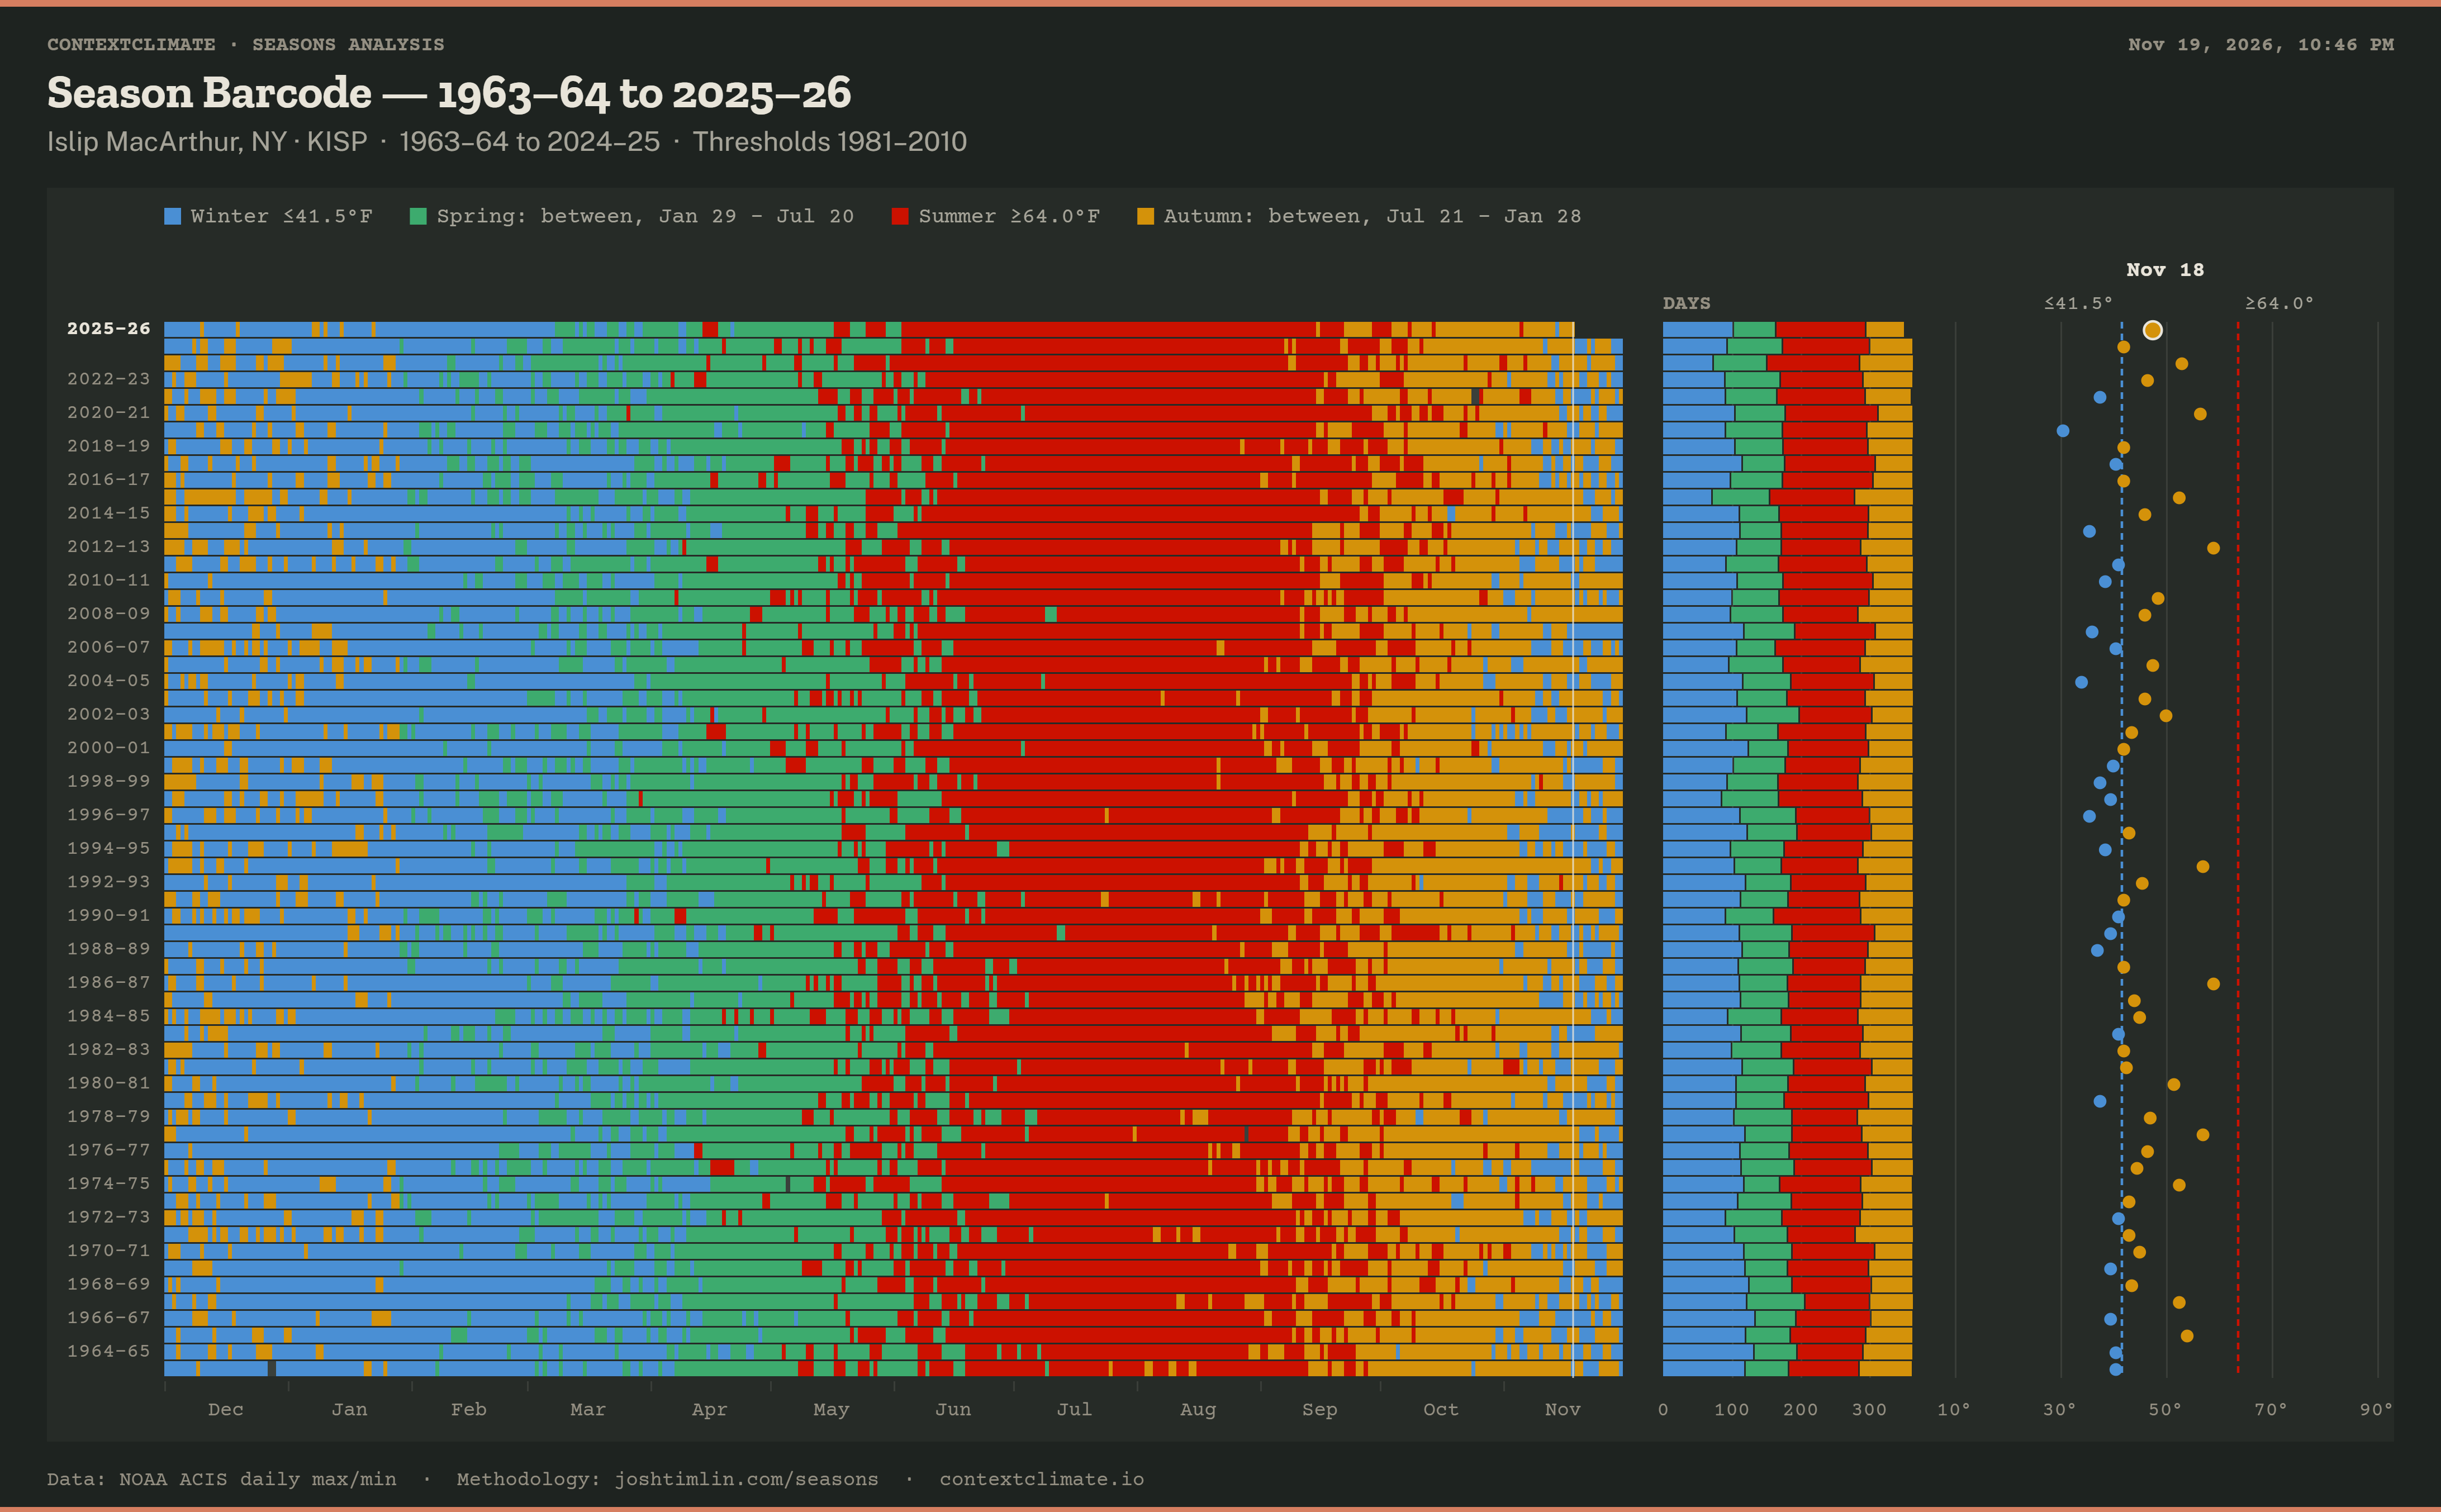 CONTEXTCLIMATE · SEASONS ANALYSIS
Nov 19, 2026, 10:46 PM
Season Barcode — 1963–64 to 2025–26
Islip MacArthur, NY · KISP · 1963–64 to 2024–25 · Thresholds 1981–2010
Winter ≤41.5°F
Spring: between, Jan 29 – Jul 20
Summer ≥64.0°F
Autumn: between, Jul 21 – Jan 28
Nov 18
DAYS
≤41.5°
≥64.0°
2025–26
2022–23
2020–21
2018–19
2016–17
2014–15
2012–13
2010–11
2008–09
2006–07
2004–05
2002–03
2000–01
1998–99
1996–97
1994–95
1992–93
1990–91
1988–89
1986–87
1984–85
1982–83
1980–81
1978–79
1976–77
1974–75
1972–73
1970–71
1968–69
1966–67
1964–65
Dec Jan Feb Mar Apr May Jun Jul Aug Sep Oct Nov
0 100 200 300
10° 30° 50° 70° 90°
Data: NOAA ACIS daily max/min · Methodology: joshtimlin.com/seasons · contextclimate.io